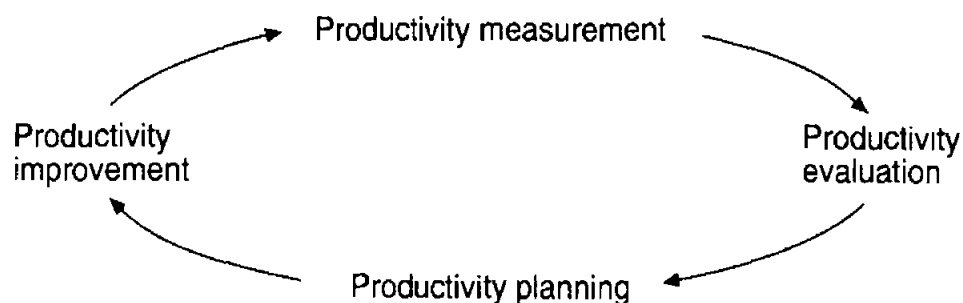 Productivity measurement
Productivity
improvement
Productivity
evaluation
Productivity planning